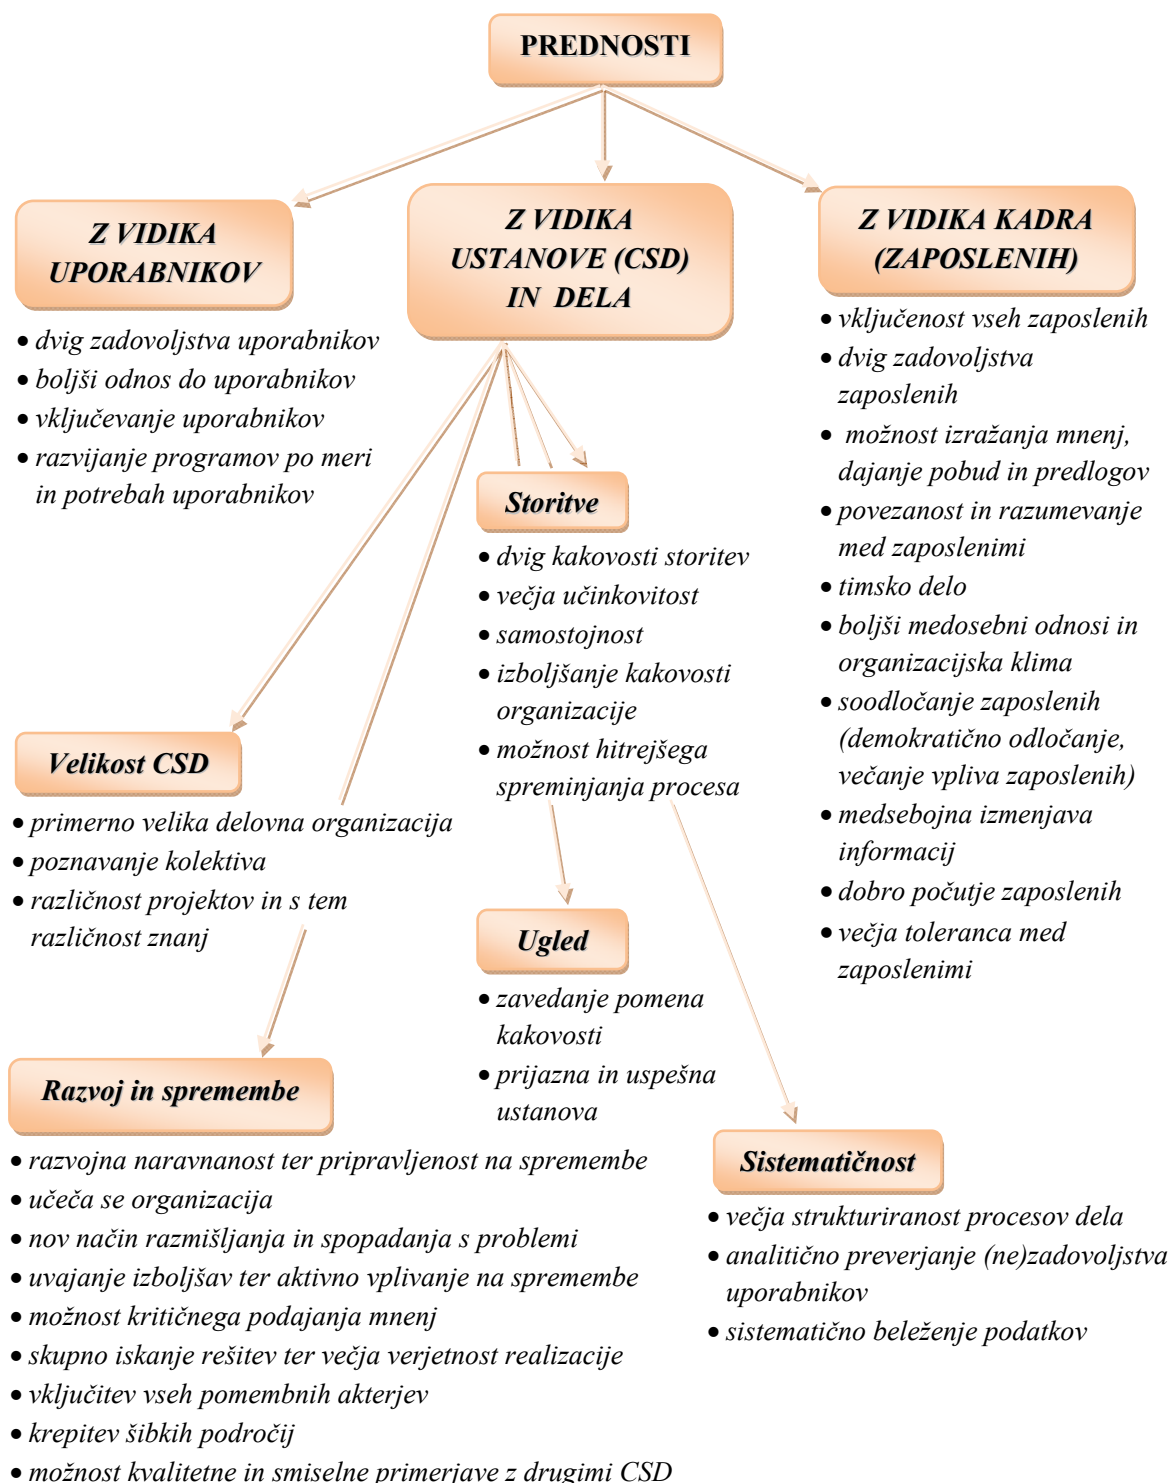 PREDNOSTI
Z VIDIKA
UPORABNIKOV
• dvig zadovoljstva uporabnikov
• boljši odnos do uporabnikov
• vključevanje uporabnikov
• razvijanje programov po meri
in potrebah uporabnikov
Z VIDIKA
USTANOVE (CSD)
IN DELA
Z VIDIKA KADRA
(ZAPOSLENIH)
• vključenost vseh zaposlenih
• dvig zadovoljstva
zaposlenih
• možnost izražanja mnenj,
dajanje pobud in predlogov
• povezanost in razumevanje
med zaposlenimi
• timsko delo
• boljši medosebni odnosi in
organizacijska klima
• soodločanje zaposlenih
(demokratično odločanje,
večanje vpliva zaposlenih)
• medsebojna izmenjava
informacij
• dobro počutje zaposlenih
• večja toleranca med
zaposlenimi
Storitve
• dvig kakovosti storitev
• večja učinkovitost
• samostojnost
• izboljšanje kakovosti
organizacije
• možnost hitrejšega
spreminjanja procesa
Velikost CSD
• primerno velika delovna organizacija
• poznavanje kolektiva
• različnost projektov in s tem
različnost znanj
Ugled
• zavedanje pomena
kakovosti
• prijazna in uspešna
ustanova
Razvoj in spremembe
• razvojna naravnanost ter pripravljenost na spremembe
• učeča se organizacija
• nov način razmišljanja in spopadanja s problemi
• uvajanje izboljšav ter aktivno vplivanje na spremembe
• možnost kritičnega podajanja mnenj
• skupno iskanje rešitev ter večja verjetnost realizacije
• vključitev vseh pomembnih akterjev
• krepitev šibkih področij
• možnost kvalitetne in smiselne primerjave z drugimi CSD
Sistematičnost
• večja strukturiranost procesov dela
• analitično preverjanje (ne)zadovoljstva
uporabnikov
• sistematično beleženje podatkov